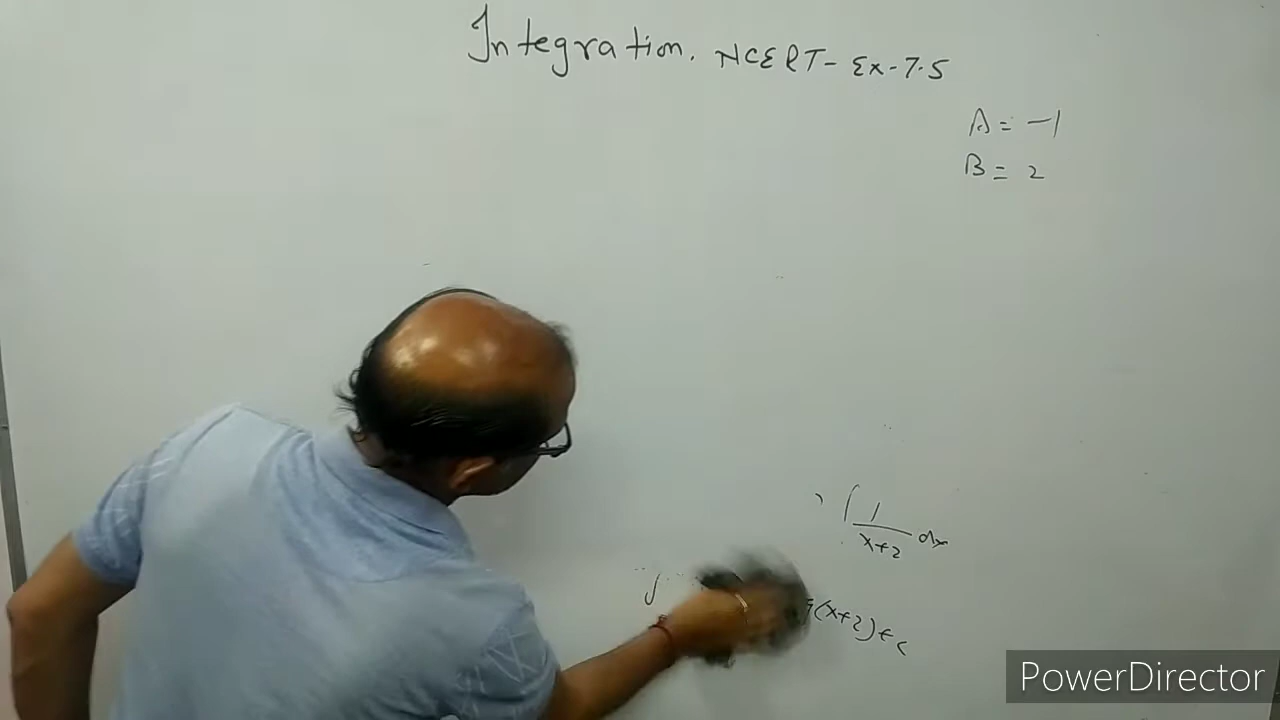 Integration. NCERT- Ex-7.5
A = -1
B = 2
∫ 1
x+2 dx
∫
(x+2) + c
PowerDirector